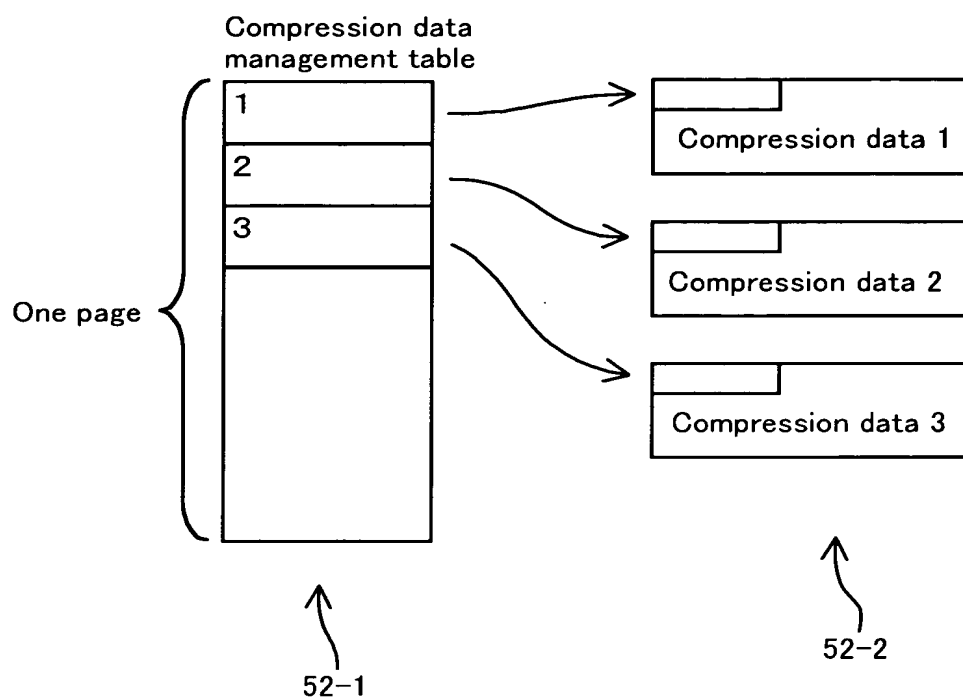 Compression data
management table
1
2
3
One page
Compression data 1
Compression data 2
Compression data 3
52-1
52-2